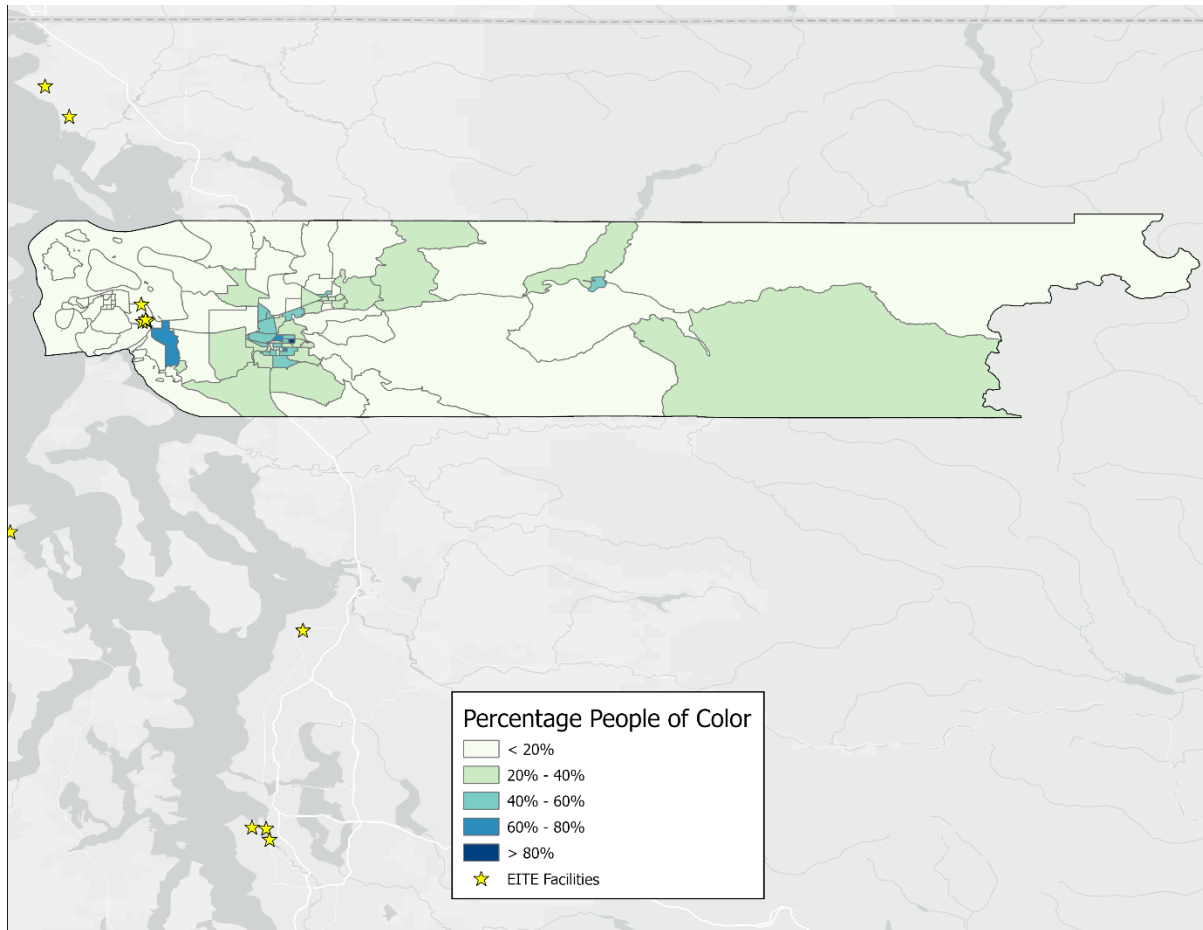 Percentage People of Color
< 20%
20% - 40%
40% - 60%
60% - 80%
> 80%
EITE Facilities